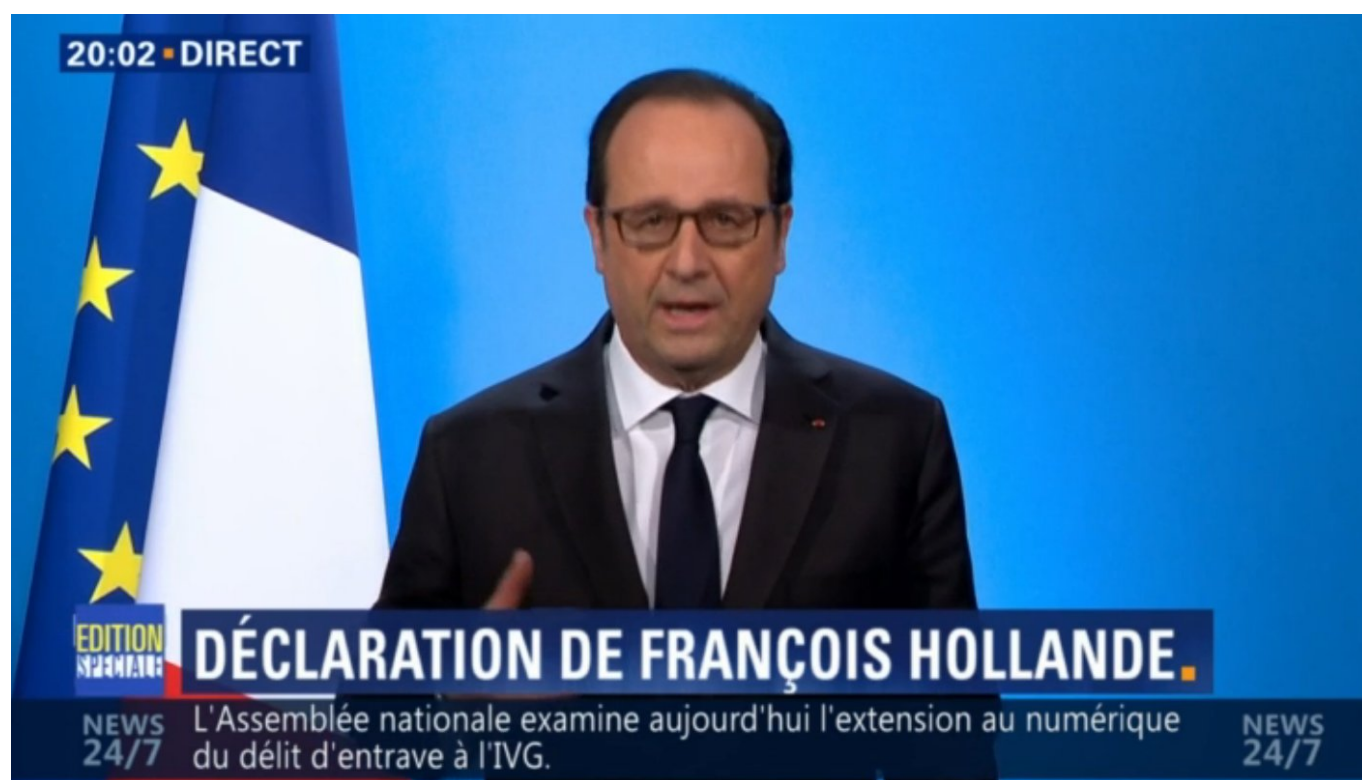 20:02 DIRECT
EDITION
SPECIALE
DÉCLARATION DE FRANÇOIS HOLLANDE.
NEWS
24/7
L'Assemblée nationale examine aujourd'hui l'extension au numérique
du délit d'entrave à l'IVG.
NEWS
24/7